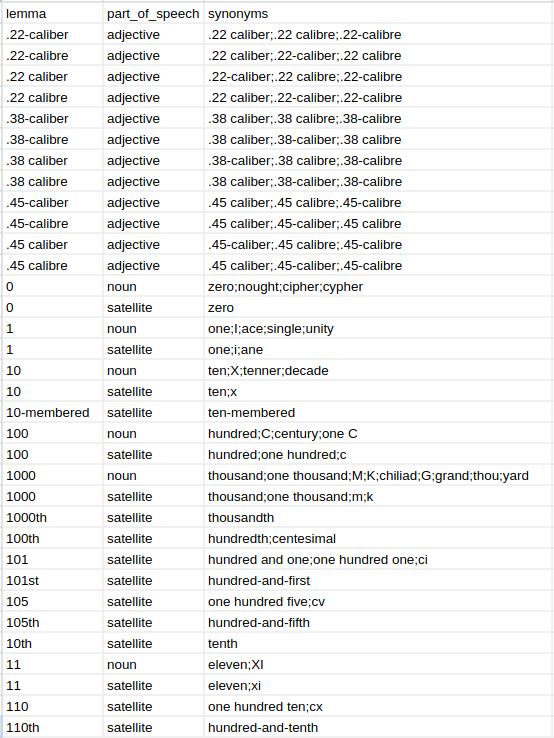 lemma part_of_speech synonyms
.22-caliber adjective .22 caliber;.22 calibre;.22-calibre
.22-calibre adjective .22 caliber;.22-caliber;.22 calibre
.22 caliber adjective .22-caliber;.22 calibre;.22-calibre
.22 calibre adjective .22 caliber;.22-caliber;.22-calibre
.38-caliber adjective .38 caliber;.38 calibre;.38-calibre
.38-calibre adjective .38 caliber;.38-caliber;.38 calibre
.38 caliber adjective .38-caliber;.38 calibre;.38-calibre
.38 calibre adjective .38 caliber;.38-caliber;.38-calibre
.45-caliber adjective .45 caliber;.45 calibre;.45-calibre
.45-calibre adjective .45 caliber;.45-caliber;.45 calibre
.45 caliber adjective .45-caliber;.45 calibre;.45-calibre
.45 calibre adjective .45 caliber;.45-caliber;.45-calibre
0 noun zero;nought;cipher;cypher
0 satellite zero
1 noun one;I;ace;single;unity
1 satellite one;i;ane
10 noun ten;X;tenner;decade
10 satellite ten;x
10-membered satellite ten-membered
100 noun hundred;C;century;one C
100 satellite hundred;one hundred;c
1000 noun thousand;one thousand;M;K;chiliad;G;grand;thou;yard
1000 satellite thousand;one thousand;m;k
1000th satellite thousandth
100th satellite hundredth;centesimal
101 satellite hundred and one;one hundred one;ci
101st satellite hundred-and-first
105 satellite one hundred five;cv
105th satellite hundred-and-fifth
10th satellite tenth
11 noun eleven;XI
11 satellite eleven;xi
110 satellite one hundred ten;cx
110th satellite hundred-and-tenth